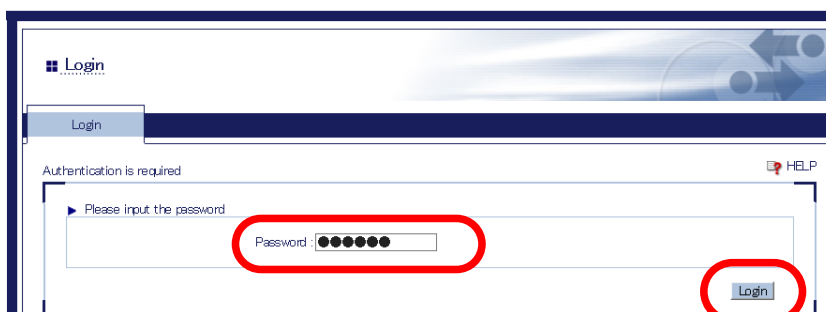 Login
Login
Authentication is required
HELP
Please input the password
Password : ●●●●●●
Login